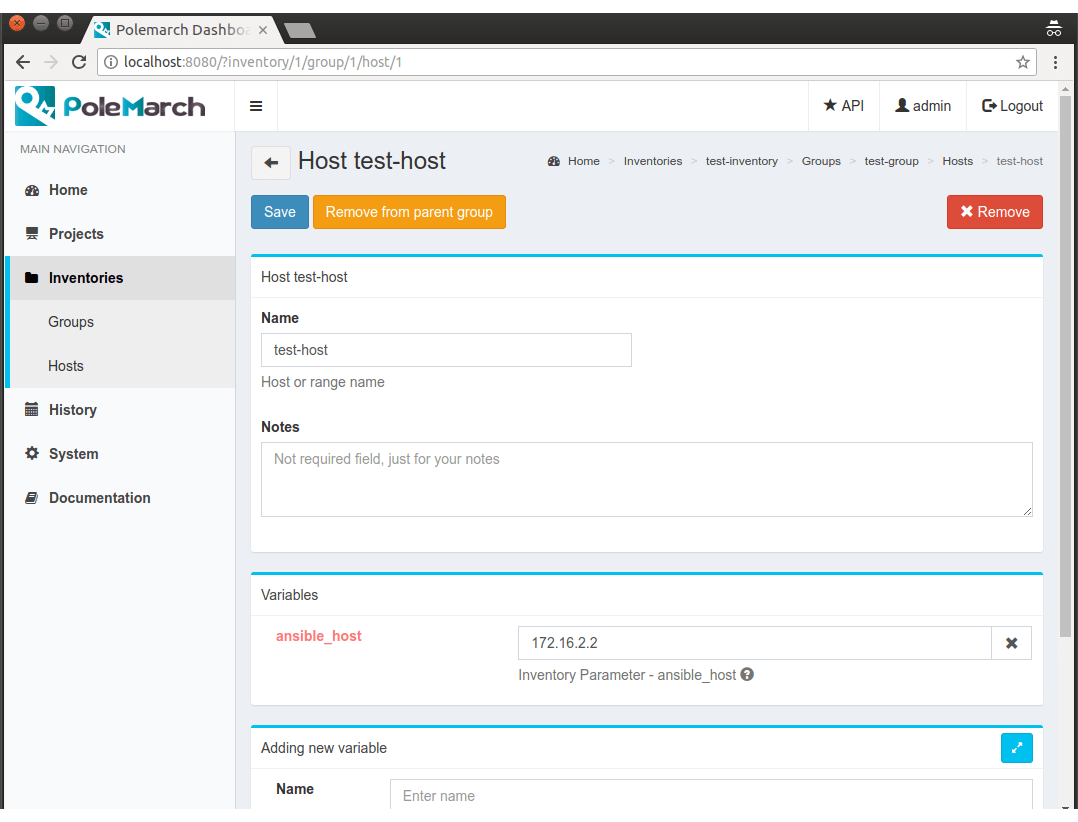 Polemarch Dashbo
localhost:8080/?inventory/1/group/1/host/1
PoleMarch
API
admin
Logout
MAIN NAVIGATION
Home
Projects
Inventories
Groups
Hosts
History
System
Documentation
Host test-host
Home > Inventories > test-inventory > Groups > test-group > Hosts > test-host
Save
Remove from parent group
Remove
Host test-host
Name
test-host
Host or range name
Notes
Not required field, just for your notes
Variables
ansible_host
172.16.2.2
Inventory Parameter - ansible_host
Adding new variable
Name
Enter name